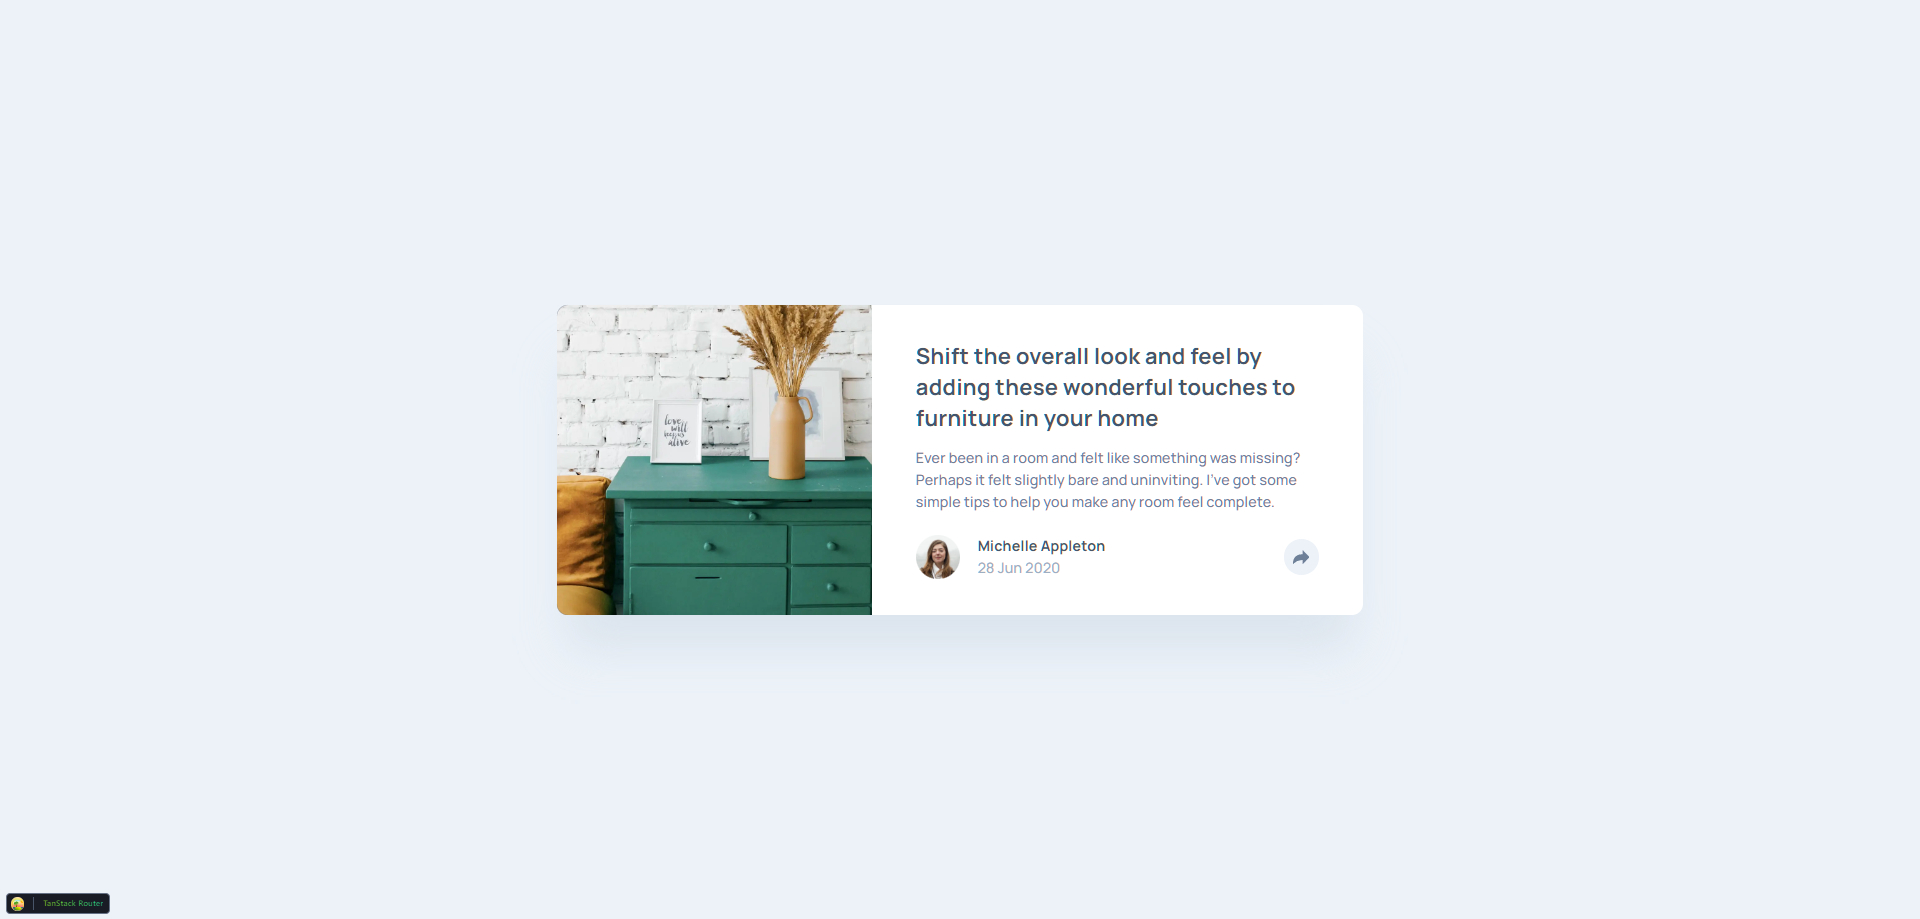 love
will
keep us
alive
Shift the overall look and feel by
adding these wonderful touches to
furniture in your home
Ever been in a room and felt like something was missing?
Perhaps it felt slightly bare and uninviting. I’ve got some
simple tips to help you make any room feel complete.
Michelle Appleton
28 Jun 2020
TanStack Router